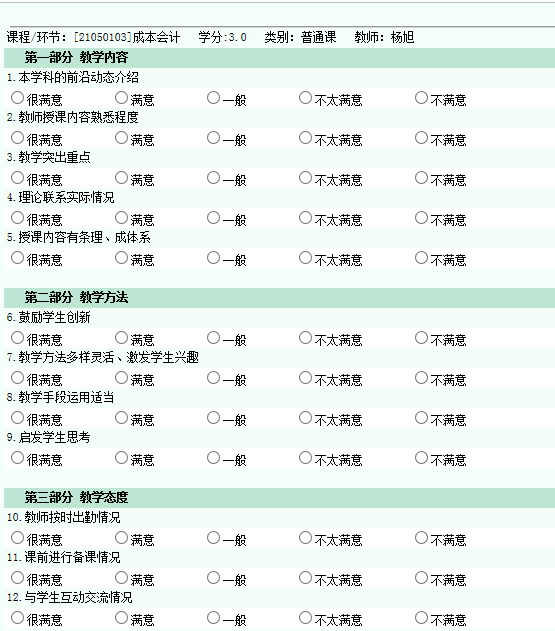 课程/环节：[21050103]成本会计 学分:3.0 类别：普通课 教师：杨旭
第一部分 教学内容
1.本学科的前沿动态介绍
很满意 满意 一般 不太满意 不满意
2.教师授课内容熟悉程度
很满意 满意 一般 不太满意 不满意
3.教学突出重点
很满意 满意 一般 不太满意 不满意
4.理论联系实际情况
很满意 满意 一般 不太满意 不满意
5.授课内容有条理、成体系
很满意 满意 一般 不太满意 不满意
第二部分 教学方法
6.鼓励学生创新
很满意 满意 一般 不太满意 不满意
7.教学方法多样灵活、激发学生兴趣
很满意 满意 一般 不太满意 不满意
8.教学手段运用适当
很满意 满意 一般 不太满意 不满意
9.启发学生思考
很满意 满意 一般 不太满意 不满意
第三部分 教学态度
10.教师按时出勤情况
很满意 满意 一般 不太满意 不满意
11.课前进行备课情况
很满意 满意 一般 不太满意 不满意
12.与学生互动交流情况
很满意 满意 一般 不太满意 不满意